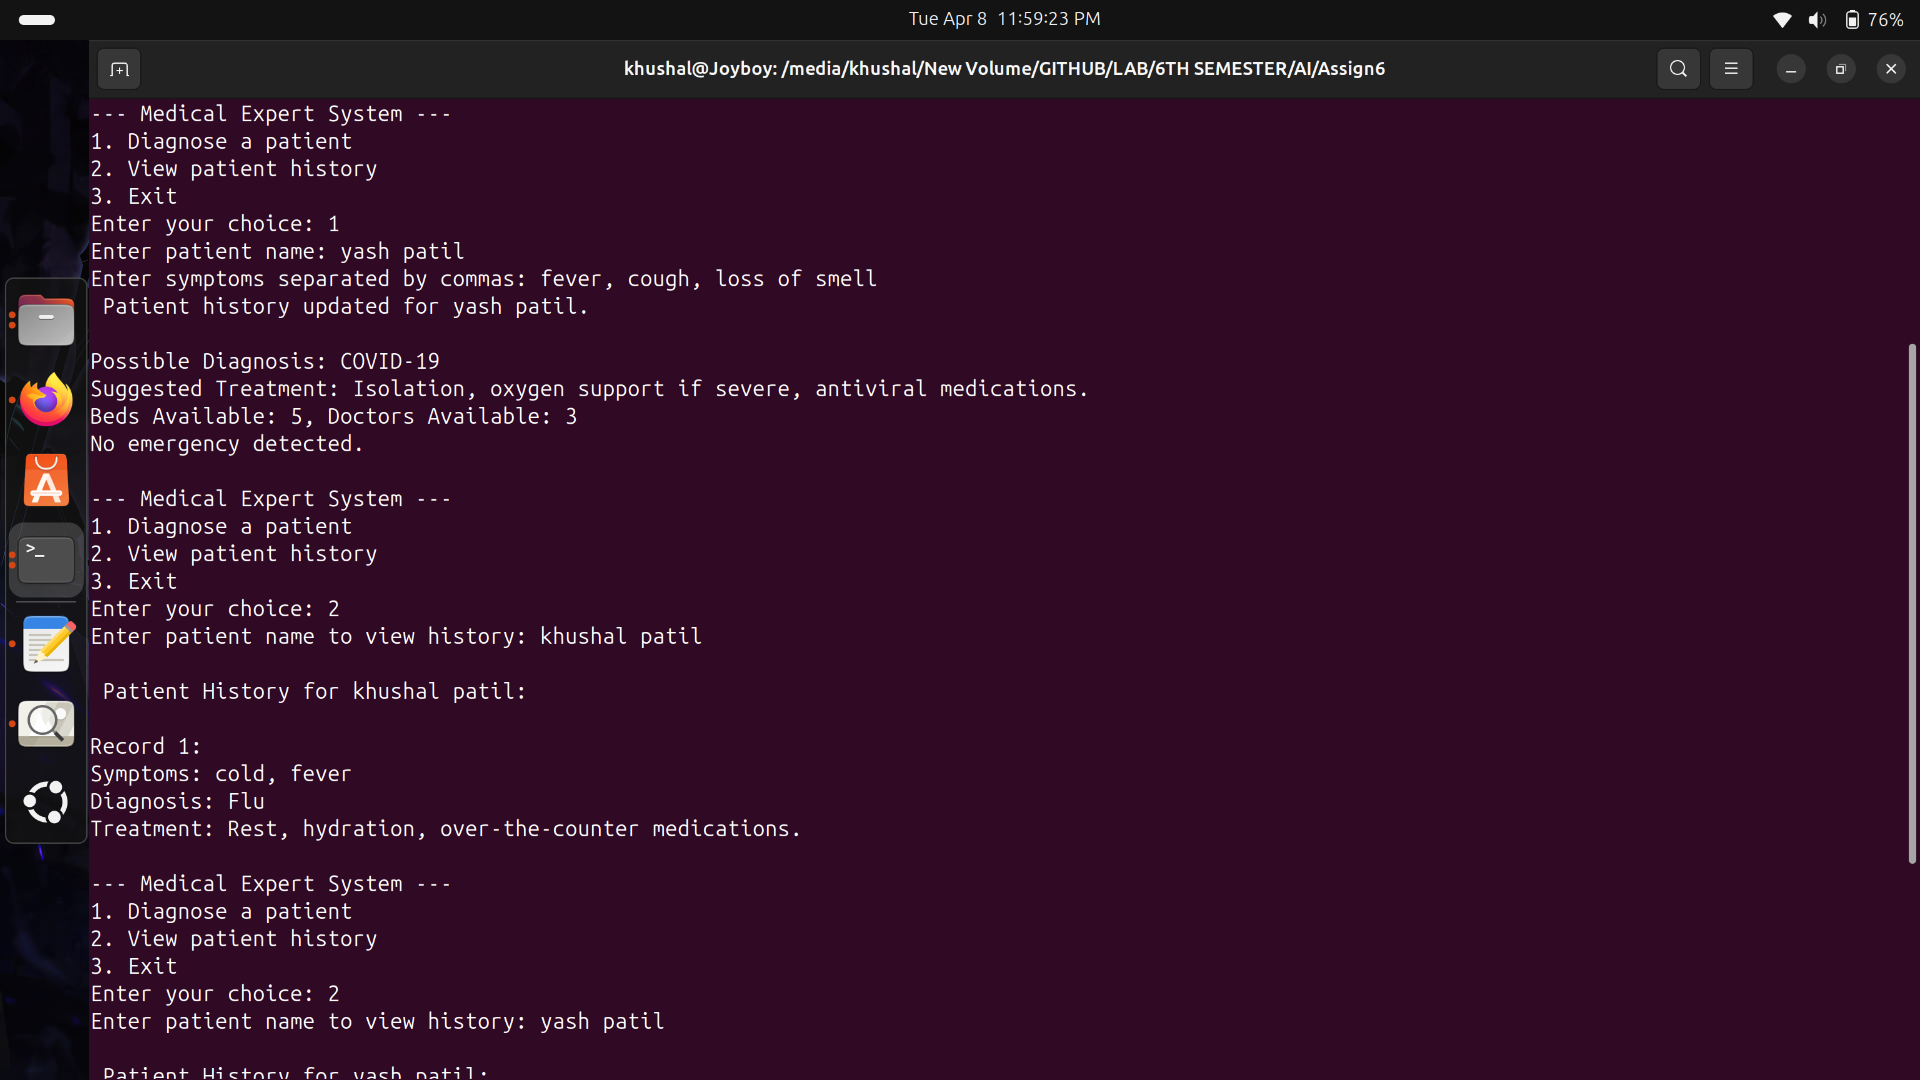 Tue Apr 8  11:59:23 PM
76%
khushal@Joyboy: /media/khushal/New Volume/GITHUB/LAB/6TH SEMESTER/AI/Assign6
--- Medical Expert System ---
1. Diagnose a patient
2. View patient history
3. Exit
Enter your choice: 1
Enter patient name: yash patil
Enter symptoms separated by commas: fever, cough, loss of smell
 Patient history updated for yash patil.
Possible Diagnosis: COVID-19
Suggested Treatment: Isolation, oxygen support if severe, antiviral medications.
Beds Available: 5, Doctors Available: 3
No emergency detected.
--- Medical Expert System ---
1. Diagnose a patient
2. View patient history
3. Exit
Enter your choice: 2
Enter patient name to view history: khushal patil
 Patient History for khushal patil:
Record 1:
Symptoms: cold, fever
Diagnosis: Flu
Treatment: Rest, hydration, over-the-counter medications.
--- Medical Expert System ---
1. Diagnose a patient
2. View patient history
3. Exit
Enter your choice: 2
Enter patient name to view history: yash patil
 Patient History for yash patil: